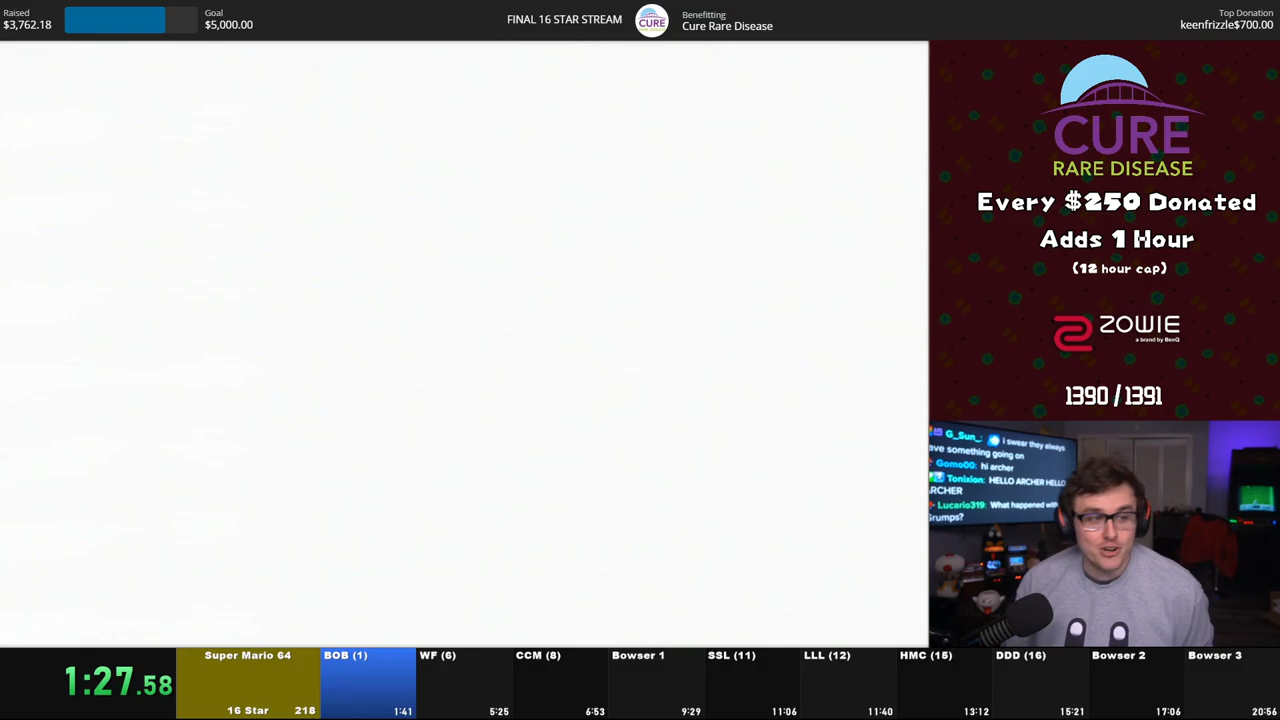 Raised
$3,762.18
Goal
$5,000.00
FINAL 16 STAR STREAM
CURE
RARE DISEASE
Benefitting
Cure Rare Disease
Top Donation
keenfrizzle$700.00
CURE
RARE DISEASE
Every $250 Donated
Adds 1 Hour
(12 hour cap)
ZOWIE
a brand by BenQ
1390 / 1391
G_Sun_: i swear they always
ave something going on
Gomo00: hi archer
Tonixion: HELLO ARCHER HELLO
ARCHER
Lucario319: What happened with
Grumps?
1:27.58
Super Mario 64
16 Star 218
BOB (1)
1:41
WF (6)
5:25
CCM (8)
6:53
Bowser 1
9:29
SSL (11)
11:06
LLL (12)
11:40
HMC (15)
13:12
DDD (16)
15:21
Bowser 2
17:06
Bowser 3
20:56